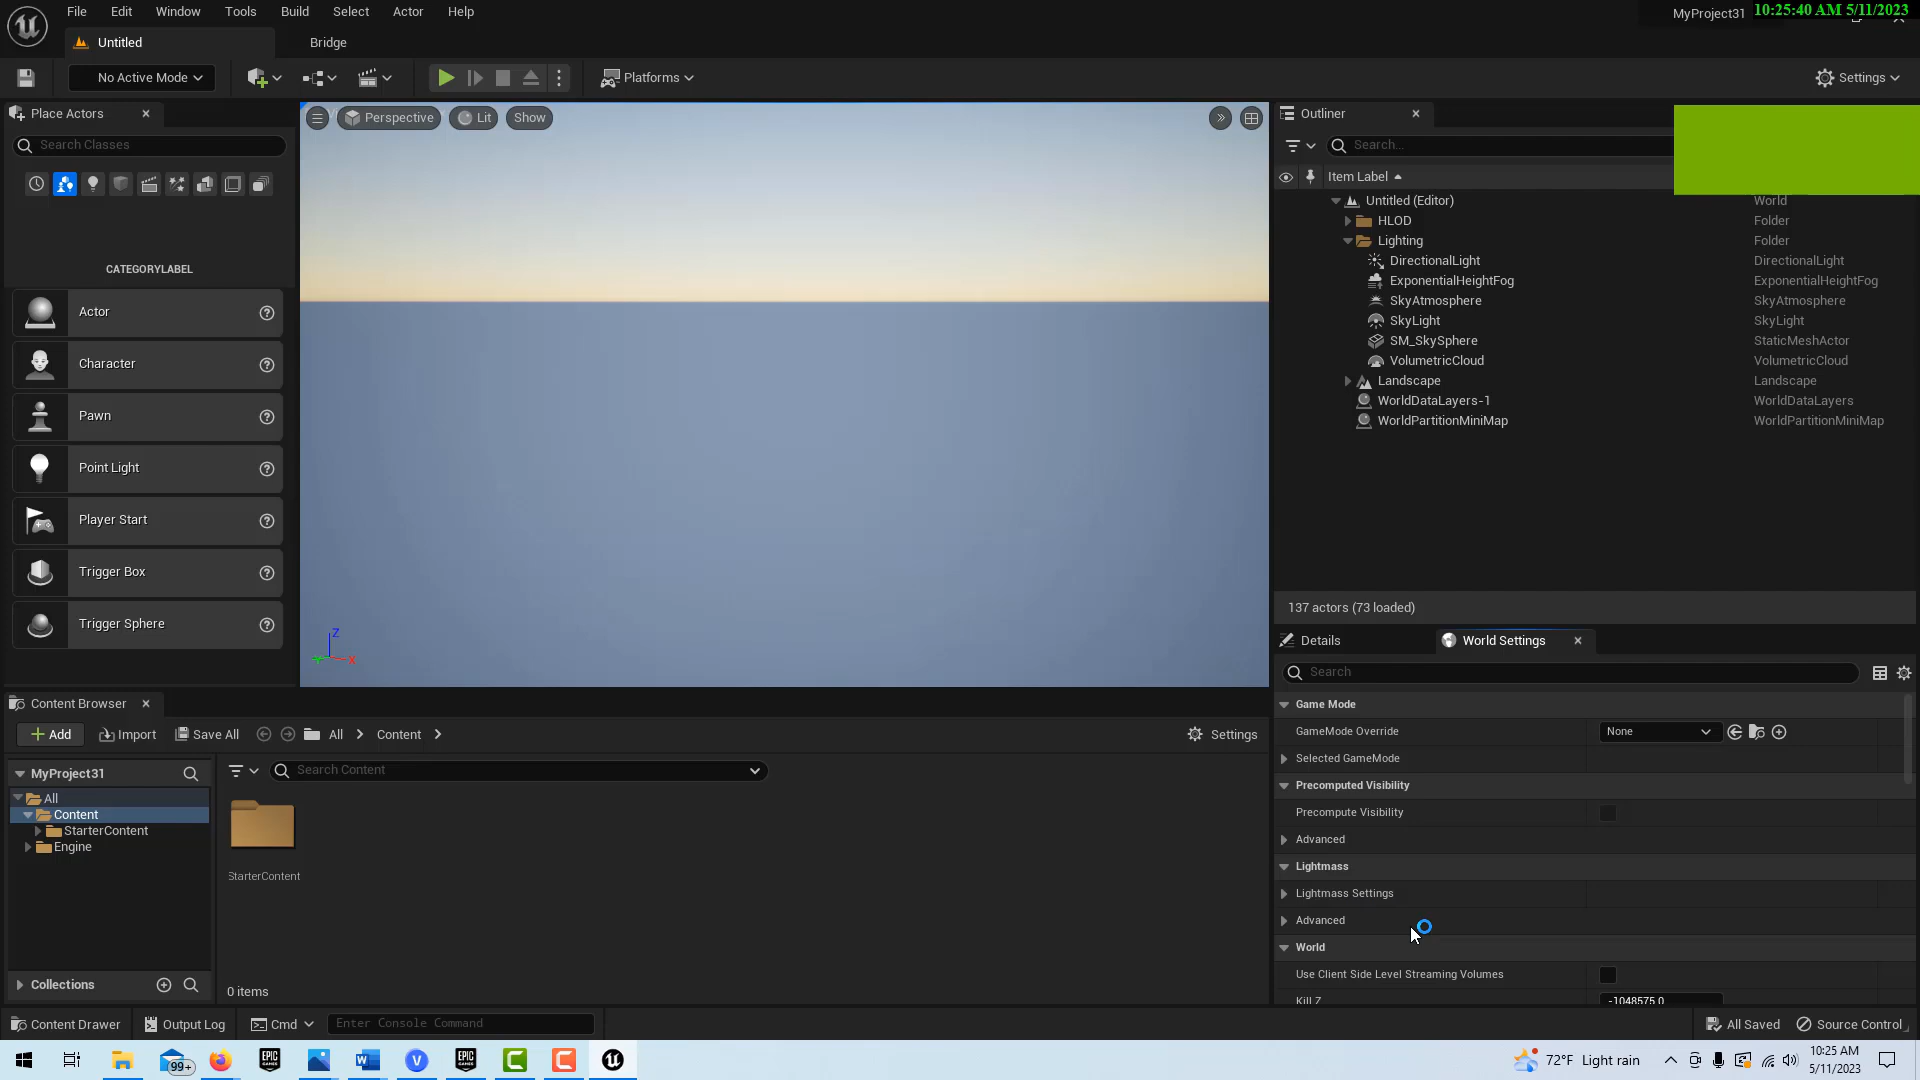 File Edit Window Tools Build Select Actor Help
MyProject31
10:25:40 AM 5/11/2023
Untitled
Bridge
No Active Mode
Platforms
Settings
Place Actors
Search Classes
CATEGORYLABEL
Actor
Character
Pawn
Point Light
Player Start
Trigger Box
Trigger Sphere
Perspective
Lit
Show
Z
X
Outliner
Search...
Item Label
Untitled (Editor) World
HLOD Folder
Lighting Folder
DirectionalLight DirectionalLight
ExponentialHeightFog ExponentialHeightFog
SkyAtmosphere SkyAtmosphere
SkyLight SkyLight
SM_SkySphere StaticMeshActor
VolumetricCloud VolumetricCloud
Landscape Landscape
WorldDataLayers-1 WorldDataLayers
WorldPartitionMiniMap WorldPartitionMiniMap
137 actors (73 loaded)
Details
World Settings
Search
Game Mode
GameMode Override None
Selected GameMode
Precomputed Visibility
Precompute Visibility
Advanced
Lightmass
Lightmass Settings
Advanced
World
Use Client Side Level Streaming Volumes
Kill Z -1048575.0
Content Browser
Add
Import
Save All
All
Content
Settings
MyProject31
Search Content
All
Content
StarterContent
Engine
StarterContent
Collections
0 items
Content Drawer
Output Log
Cmd
Enter Console Command
All Saved
Source Control
99+
EPIC GAMES
W
V
EPIC GAMES
72°F Light rain
10:25 AM
5/11/2023